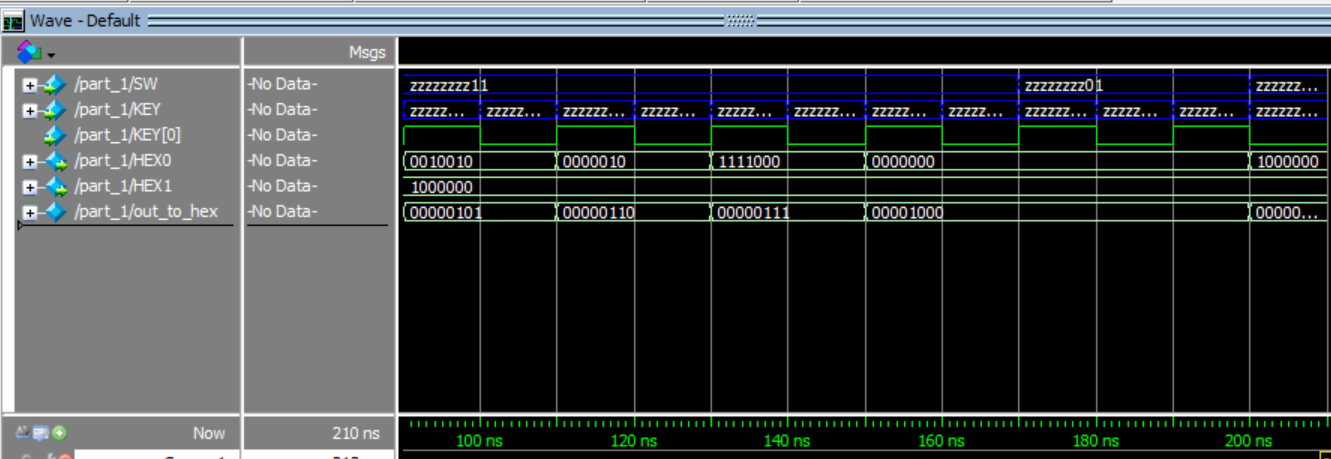 Wave - Default
Msgs
/part_1/SW -No Data- zzzzzzzz11 zzzzzzzz01 zzzzzz...
/part_1/KEY -No Data- zzzzz... zzzzz... zzzzzz... zzzzz... zzzzz... zzzzzz... zzzzz... zzzzz... zzzzzz... zzzzz... zzzzz... zzzzzz...
/part_1/KEY[0] -No Data-
/part_1/HEX0 -No Data- 0010010 0000010 1111000 0000000 1000000
/part_1/HEX1 -No Data- 1000000
/part_1/out_to_hex -No Data- 00000101 00000110 00000111 00001000 00000...
Now 210 ns
100 ns 120 ns 140 ns 160 ns 180 ns 200 ns